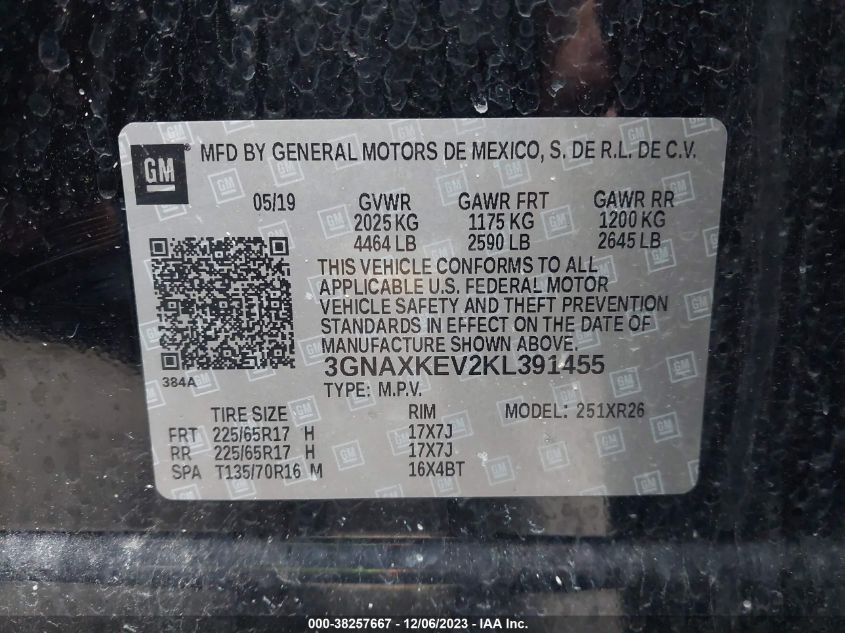 GM
MFD BY GENERAL MOTORS DE MEXICO, S. DE R.L. DE C.V.
05/19 GVWR GAWR FRT GAWR RR
2025 KG 1175 KG 1200 KG
4464 LB 2590 LB 2645 LB
THIS VEHICLE CONFORMS TO ALL
APPLICABLE U.S. FEDERAL MOTOR
VEHICLE SAFETY AND THEFT PREVENTION
STANDARDS IN EFFECT ON THE DATE OF
MANUFACTURE SHOWN ABOVE.
384A
3GNAXKEV2KL391455
TYPE: M.P.V.
TIRE SIZE RIM MODEL: 251XR26
FRT 225/65R17 H 17X7J
RR 225/65R17 H 17X7J
SPA T135/70R16 M 16X4BT
000-38257667 - 12/06/2023 - - - -